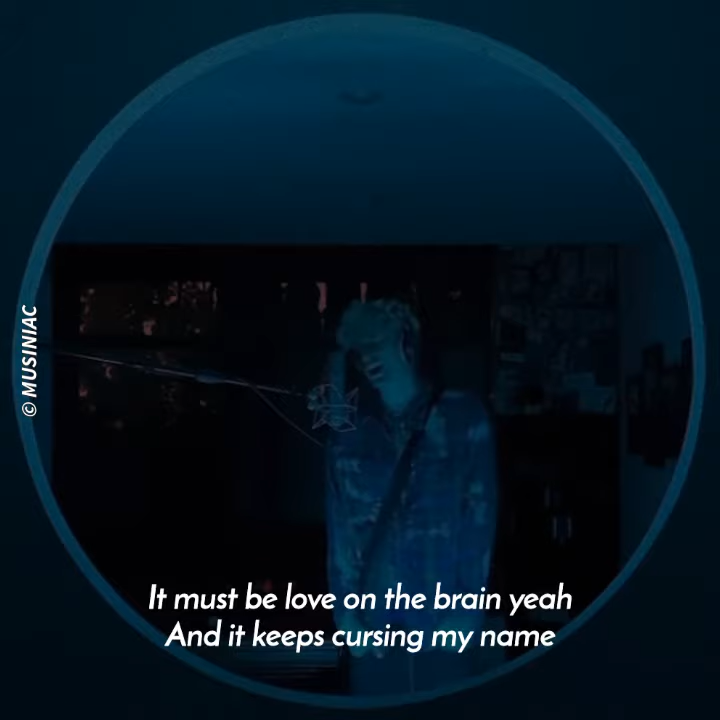 © MUSINIAC
It must be love on the brain yeah
And it keeps cursing my name